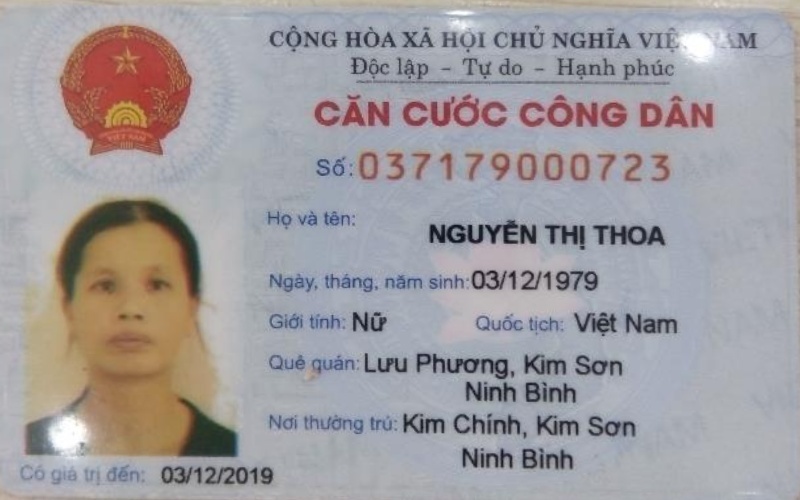 CỘNG HÒA XÃ HỘI CHỦ NGHĨA VIỆT NAM
Độc lập - Tự do - Hạnh phúc
CĂN CƯỚC CÔNG DÂN
Số: 037179000723
Họ và tên: NGUYỄN THỊ THOA
Ngày, tháng, năm sinh: 03/12/1979
Giới tính: Nữ Quốc tịch: Việt Nam
Quê quán: Lưu Phương, Kim Sơn
Ninh Bình
Nơi thường trú: Kim Chính, Kim Sơn
Ninh Bình
Có giá trị đến: 03/12/2019